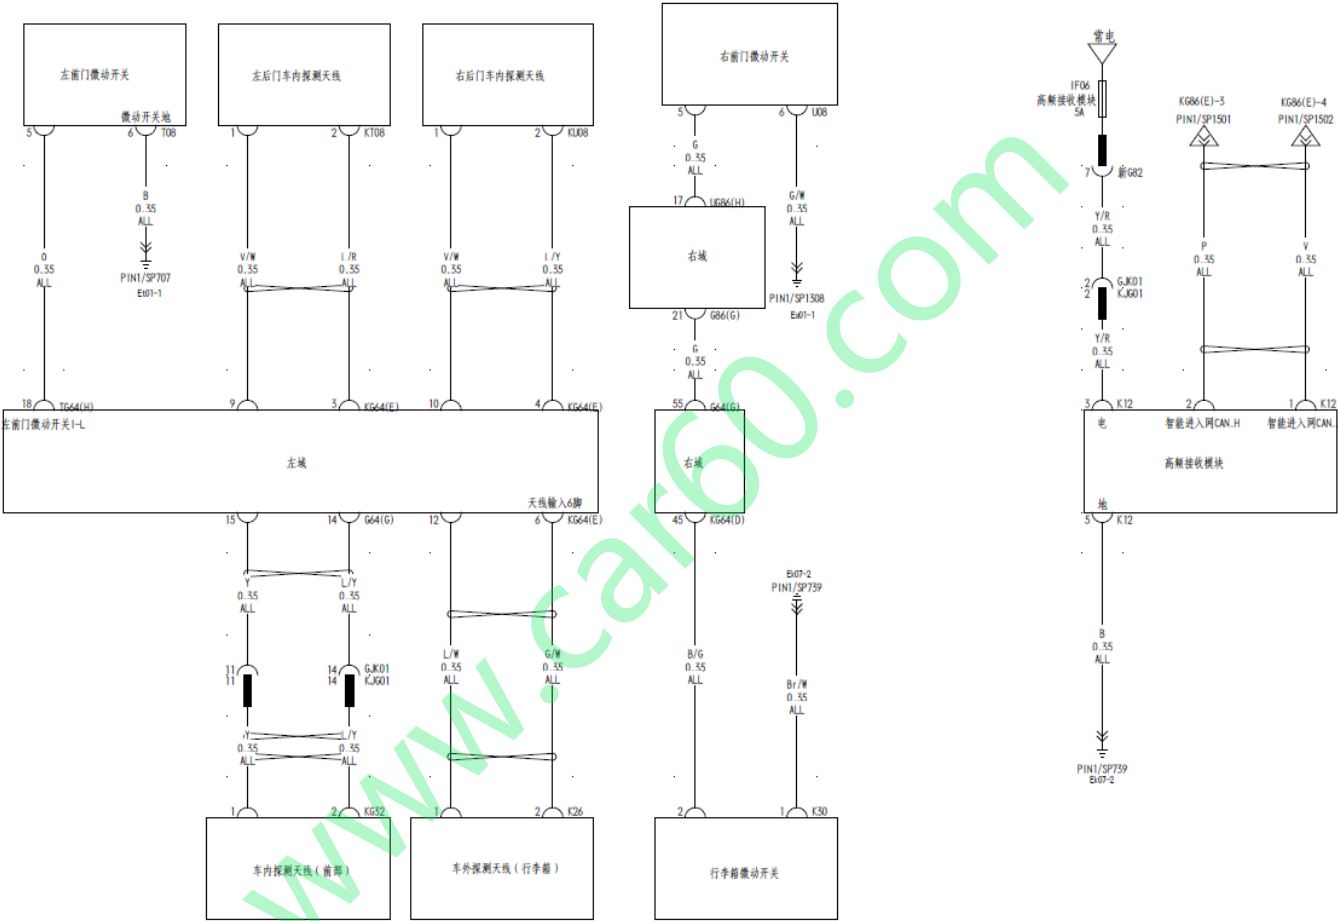 左前门微动开关
微动开关地
5
6
T08
左后门车内探测天线
1
2
KT08
右后门车内探测天线
1
2
KU08
右前门微动开关
5
6
U08
常电
IF06
高频接收模块
5A
7
新G82
KG86(E)-3
PIN1/SP1501
KG86(E)-4
PIN1/SP1502
B
0.35
ALL
PIN1/SP707
Et01-1
O
0.35
ALL
V/W
0.35
ALL
L/R
0.35
ALL
V/W
0.35
ALL
L/Y
0.35
ALL
G
0.35
ALL
17
UG86(H)
右域
21
G86(G)
G
0.35
ALL
G/W
0.35
ALL
PIN1/SP1308
Eu01-1
Y/R
0.35
ALL
2
GJK01
2
KJG01
Y/R
0.35
ALL
P
0.35
ALL
V
0.35
ALL
18
TG64(H)
9
3
KG64(E)
10
4
KG64(E)
55
G64(G)
3
K12
2
1
K12
左前门微动开关I-L
左域
天线输入6脚
右域
电
智能进入网CAN.H
智能进入网CAN.
高频接收模块
地
15
14
G64(G)
12
6
KG64(E)
45
KG64(D)
5
K12
Y
0.35
ALL
L/Y
0.35
ALL
11
11
14
GJK01
14
KJG01
Y
0.35
ALL
L/Y
0.35
ALL
L/W
0.35
ALL
G/W
0.35
ALL
B/G
0.35
ALL
Ek07-2
PIN1/SP739
Br/W
0.35
ALL
B
0.35
ALL
PIN1/SP739
Ek07-2
1
2
KG32
车内探测天线(前部)
1
2
K26
车外探测天线(行李箱)
2
1
K30
行李箱微动开关
www.car60.com